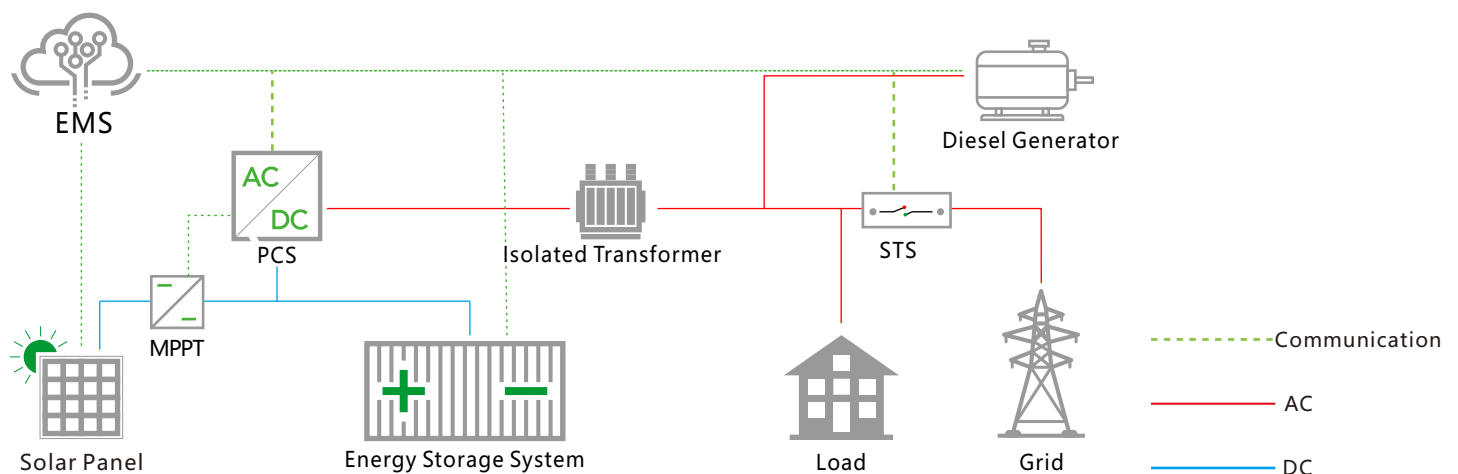 EMS
Diesel Generator
AC
DC
PCS
Isolated Transformer
STS
MPPT
Communication
AC
Solar Panel
Energy Storage System
Load
Grid
DC